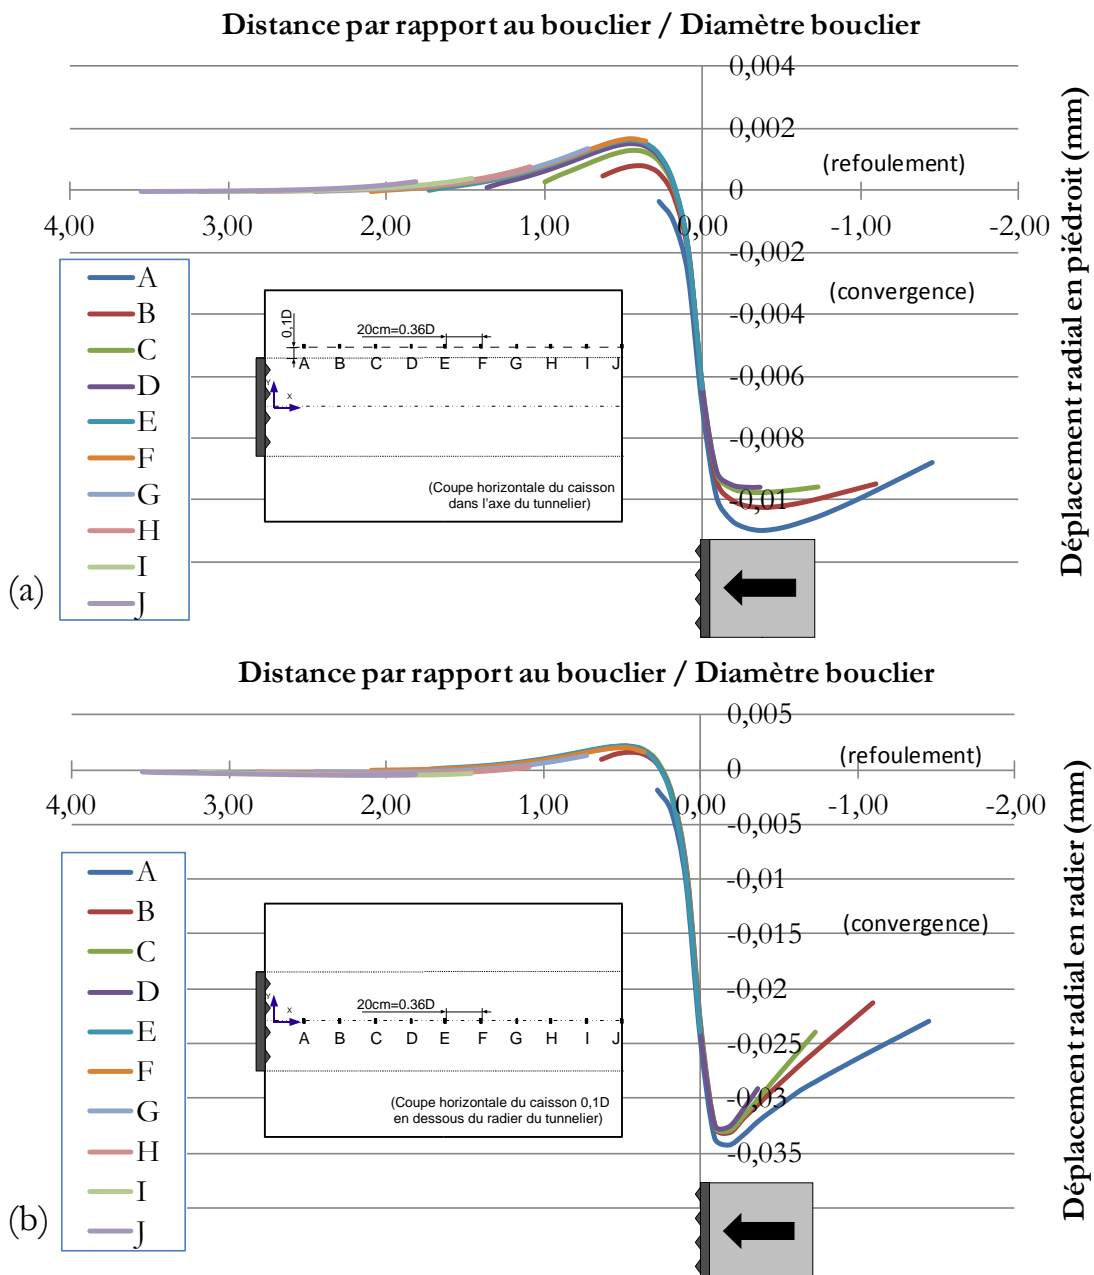 Distance par rapport au bouclier / Diamètre bouclier
0,004
0,002
(refoulement)
0
4,00 3,00 2,00 1,00 0,00 -1,00 -2,00
-0,002
(convergence)
-0,004
-0,006
-0,008
-0,01
Déplacement radial en piédroit (mm)
A
B
C
D
E
F
G
H
I
J
0,1D
20cm=0.36D
A B C D E F G H I J
Y
X
(Coupe horizontale du caisson
dans l'axe du tunnelier)
(a)
Distance par rapport au bouclier / Diamètre bouclier
0,005
(refoulement)
0
4,00 3,00 2,00 1,00 0,00 -1,00 -2,00
-0,005
-0,01
(convergence)
-0,015
-0,02
-0,025
-0,03
-0,035
Déplacement radial en radier (mm)
A
B
C
D
E
F
G
H
I
J
20cm=0.36D
Y
X
A B C D E F G H I J
(Coupe horizontale du caisson 0,1D
en dessous du radier du tunnelier)
(b)